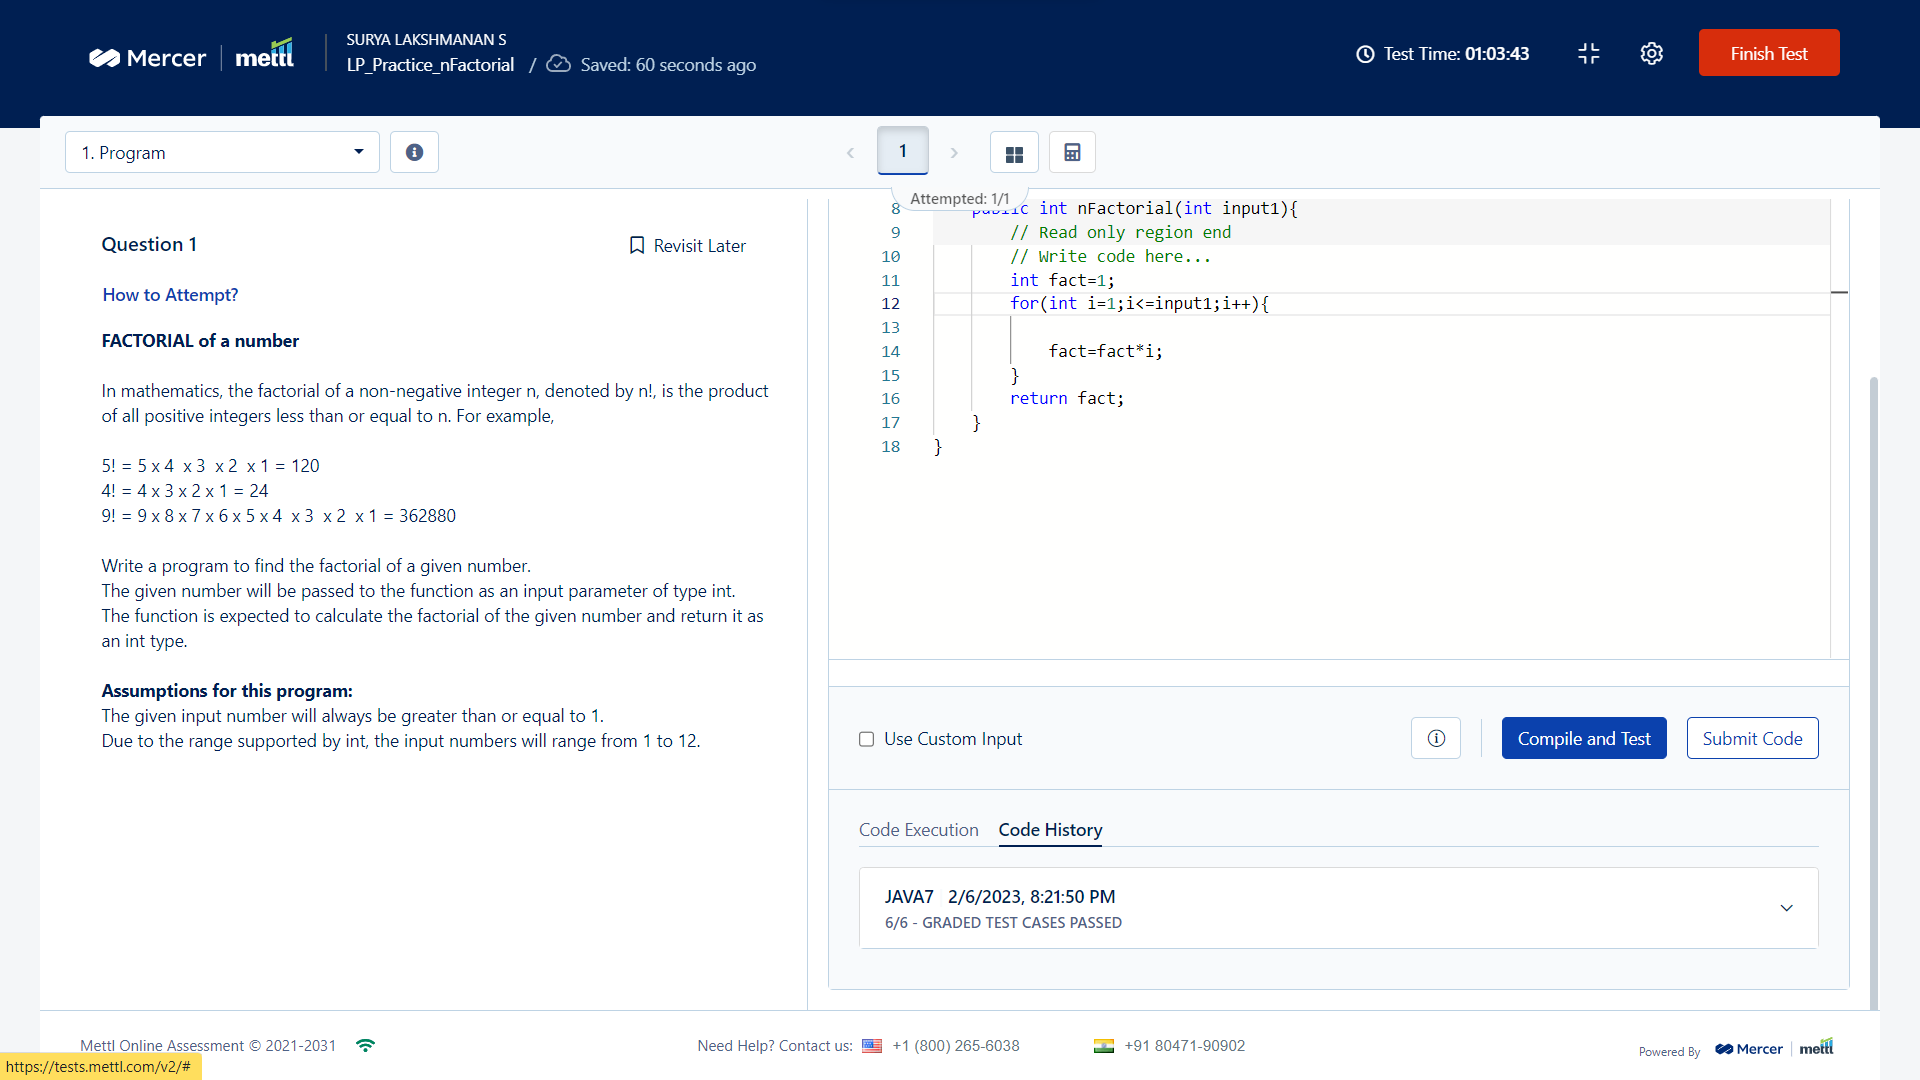 Mercer | mettl
SURYA LAKSHMANAN S
LP_Practice_nFactorial / Saved: 60 seconds ago
Test Time: 01:03:43
Finish Test
1. Program
1
Attempted: 1/1
Question 1
Revisit Later
How to Attempt?
FACTORIAL of a number
In mathematics, the factorial of a non-negative integer n, denoted by n!, is the product
of all positive integers less than or equal to n. For example,
5! = 5 x 4 x 3 x 2 x 1 = 120
4! = 4 x 3 x 2 x 1 = 24
9! = 9 x 8 x 7 x 6 x 5 x 4 x 3 x 2 x 1 = 362880
Write a program to find the factorial of a given number.
The given number will be passed to the function as an input parameter of type int.
The function is expected to calculate the factorial of the given number and return it as
an int type.
Assumptions for this program:
The given input number will always be greater than or equal to 1.
Due to the range supported by int, the input numbers will range from 1 to 12.
8 public int nFactorial(int input1){
9 // Read only region end
10 // Write code here...
11 int fact=1;
12 for(int i=1;i<=input1;i++){
13
14 fact=fact*i;
15 }
16 return fact;
17 }
18 }
Use Custom Input
Compile and Test
Submit Code
Code Execution
Code History
JAVA7 2/6/2023, 8:21:50 PM
6/6 - GRADED TEST CASES PASSED
Mettl Online Assessment © 2021-2031
Need Help? Contact us: +1 (800) 265-6038
+91 80471-90902
Powered By Mercer | mettl
https://tests.mettl.com/v2/#